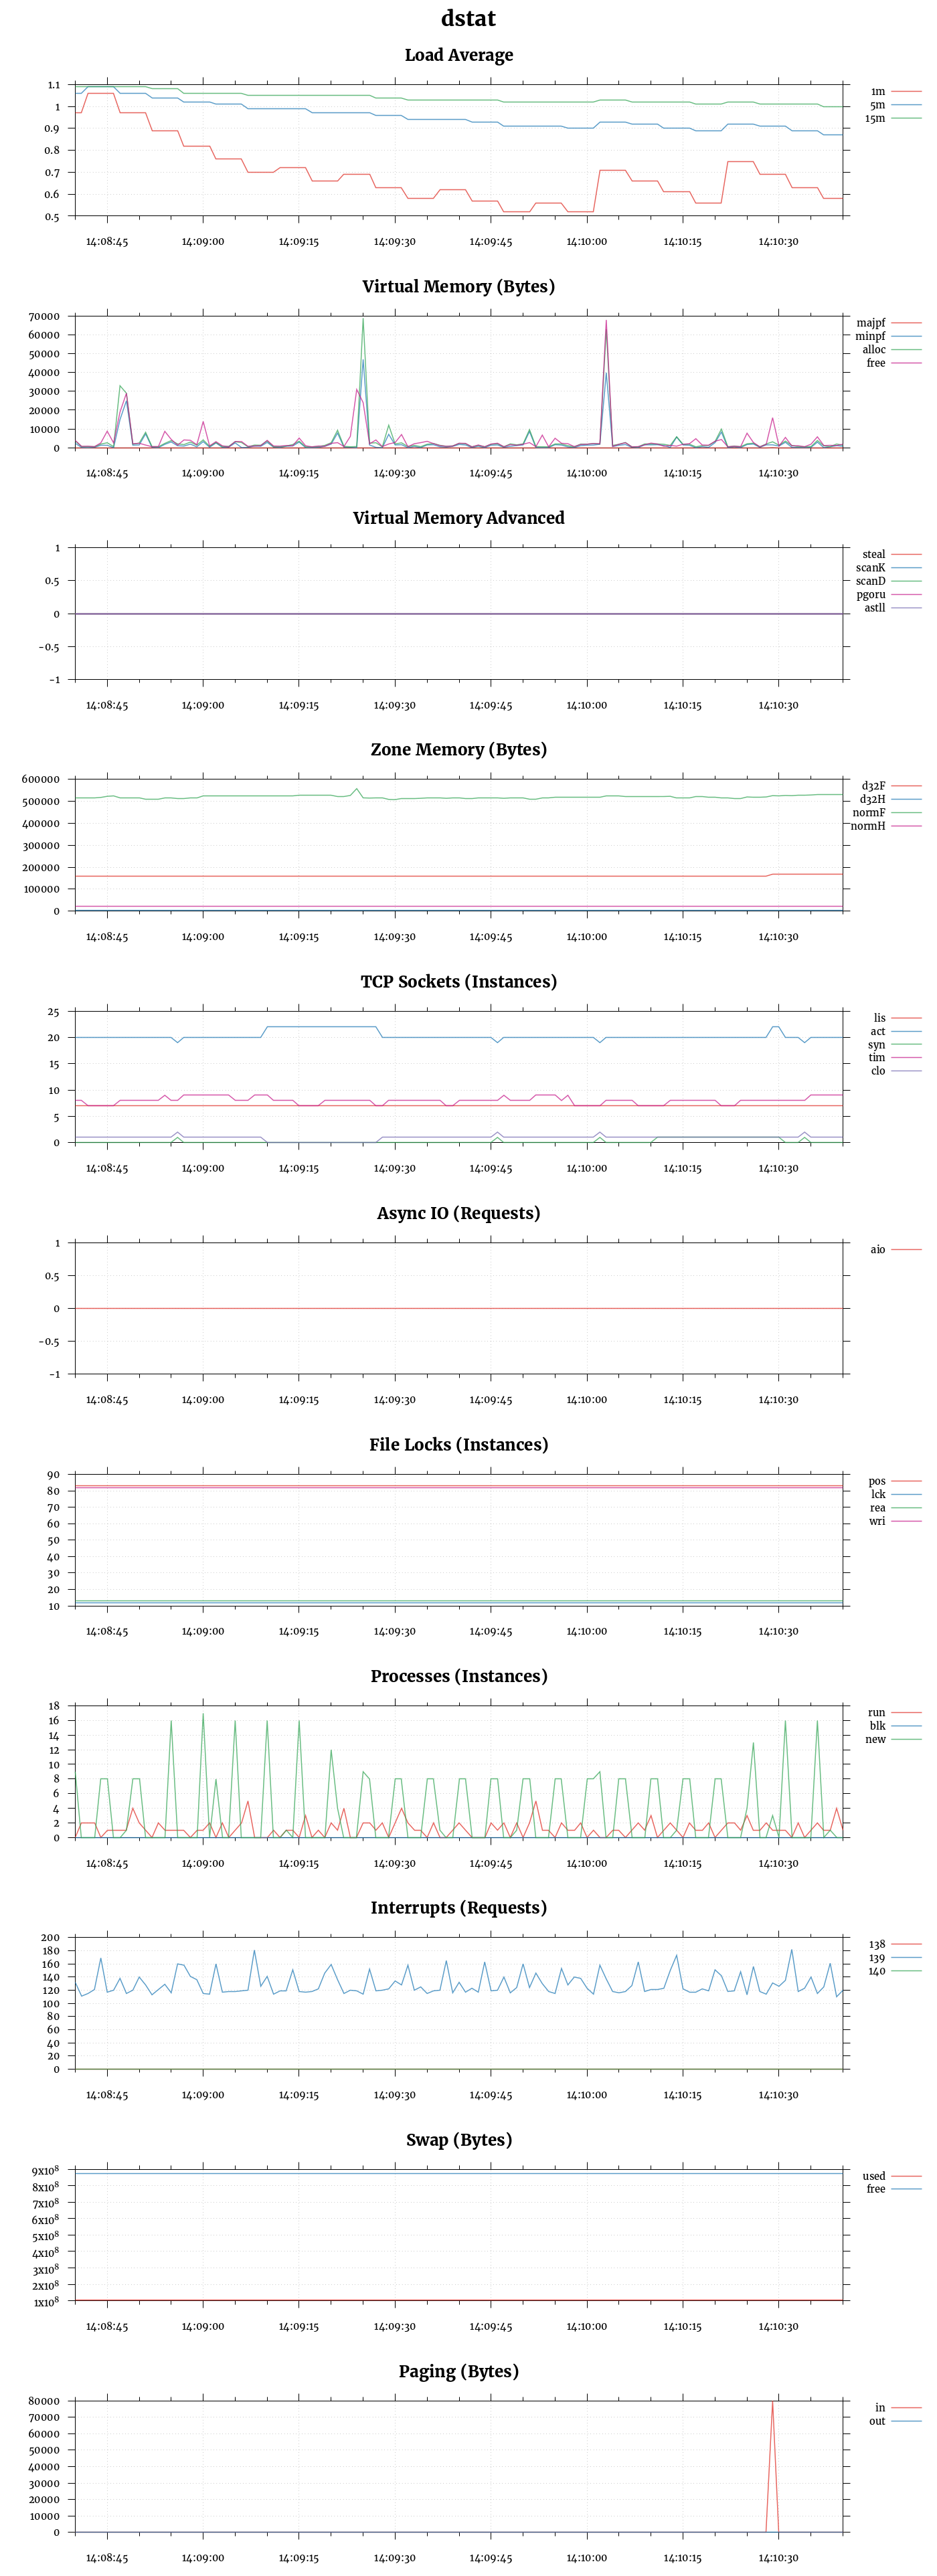 dstat
Load Average
1.1
1
0.9
0.8
0.7
0.6
0.5
1m
5m
15m
14:08:45 14:09:00 14:09:15 14:09:30 14:09:45 14:10:00 14:10:15 14:10:30
Virtual Memory (Bytes)
70000
60000
50000
40000
30000
20000
10000
0
majpf
minpf
alloc
free
14:08:45 14:09:00 14:09:15 14:09:30 14:09:45 14:10:00 14:10:15 14:10:30
Virtual Memory Advanced
1
0.5
0
-0.5
-1
steal
scanK
scanD
pgoru
astll
14:08:45 14:09:00 14:09:15 14:09:30 14:09:45 14:10:00 14:10:15 14:10:30
Zone Memory (Bytes)
600000
500000
400000
300000
200000
100000
0
d32F
d32H
normF
normH
14:08:45 14:09:00 14:09:15 14:09:30 14:09:45 14:10:00 14:10:15 14:10:30
TCP Sockets (Instances)
25
20
15
10
5
0
lis
act
syn
tim
clo
14:08:45 14:09:00 14:09:15 14:09:30 14:09:45 14:10:00 14:10:15 14:10:30
Async IO (Requests)
1
0.5
0
-0.5
-1
aio
14:08:45 14:09:00 14:09:15 14:09:30 14:09:45 14:10:00 14:10:15 14:10:30
File Locks (Instances)
90
80
70
60
50
40
30
20
10
pos
lck
rea
wri
14:08:45 14:09:00 14:09:15 14:09:30 14:09:45 14:10:00 14:10:15 14:10:30
Processes (Instances)
18
16
14
12
10
8
6
4
2
0
run
blk
new
14:08:45 14:09:00 14:09:15 14:09:30 14:09:45 14:10:00 14:10:15 14:10:30
Interrupts (Requests)
200
180
160
140
120
100
80
60
40
20
0
138
139
140
14:08:45 14:09:00 14:09:15 14:09:30 14:09:45 14:10:00 14:10:15 14:10:30
Swap (Bytes)
9x10⁸
8x10⁸
7x10⁸
6x10⁸
5x10⁸
4x10⁸
3x10⁸
2x10⁸
1x10⁸
used
free
14:08:45 14:09:00 14:09:15 14:09:30 14:09:45 14:10:00 14:10:15 14:10:30
Paging (Bytes)
80000
70000
60000
50000
40000
30000
20000
10000
0
in
out
14:08:45 14:09:00 14:09:15 14:09:30 14:09:45 14:10:00 14:10:15 14:10:30